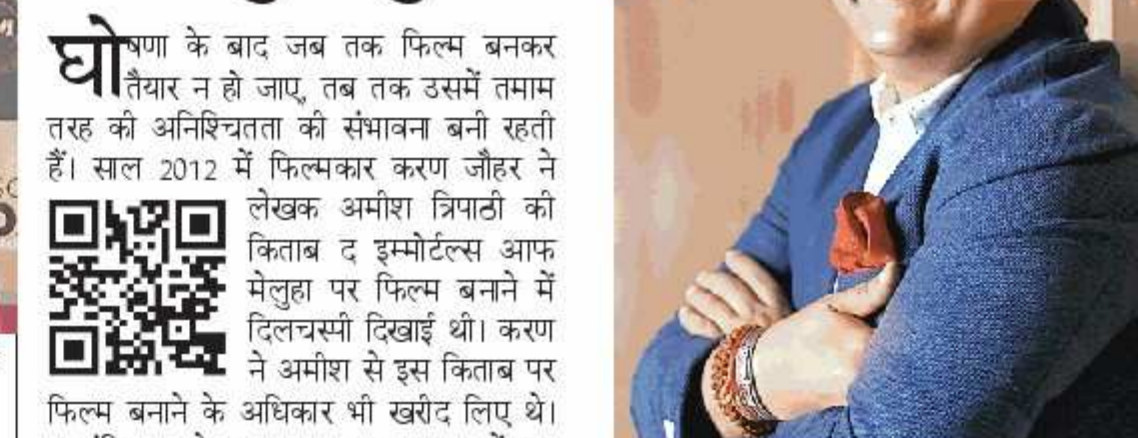 घोषणा के बाद जब तक फिल्म बनकर
तैयार न हो जाए, तब तक उसमें तमाम
तरह की अनिश्चितता की संभावना बनी रहती
हैं। साल 2012 में फिल्मकार करण जौहर ने
लेखक अमीश त्रिपाठी की
किताब द इम्मोर्टल्स आफ
मेलुहा पर फिल्म बनाने में
दिलचस्पी दिखाई थी। करण
ने अमीश से इस किताब पर
फिल्म बनाने के अधिकार भी खरीद लिए थे।